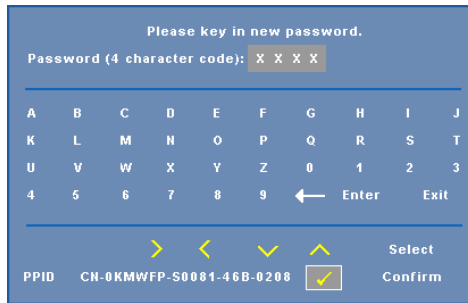 Please key in new password.
Password (4 character code): X X X X
A B C D E F G H I J
K L M N O P Q R S T
U V W X Y Z 0 1 2 3
4 5 6 7 8 9 ← Enter Exit
Select
PPID CN-0KMWFP-S0081-46B-0208 Confirm